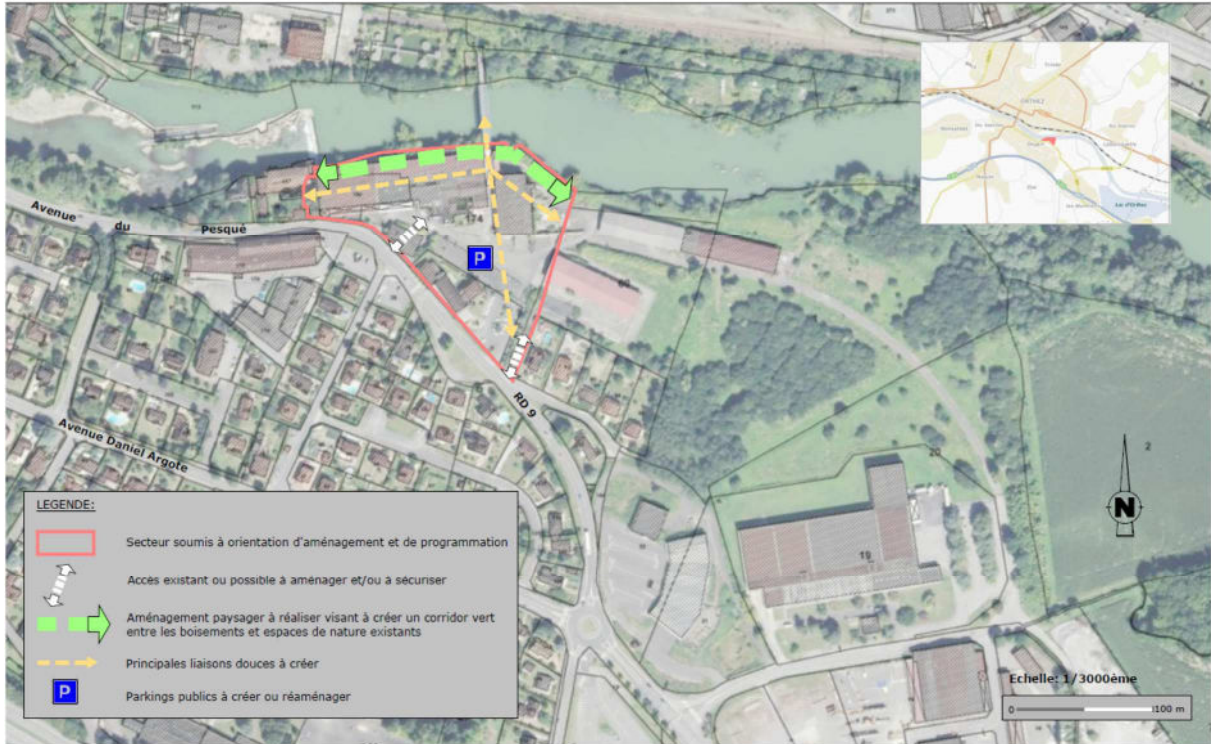 ORTHEZ
Avenue
du
Pesqué
174
P
RD 9
Avenue Daniel Argote
2
20
19
N
LEGENDE:
Secteur soumis à orientation d'aménagement et de programmation
Accès existant ou possible à aménager et/ou à sécuriser
Aménagement paysager à réaliser visant à créer un corridor vert
entre les boisements et espaces de nature existants
Principales liaisons douces à créer
P
Parkings publics à créer ou réaménager
Echelle: 1/3000ème
0
100 m